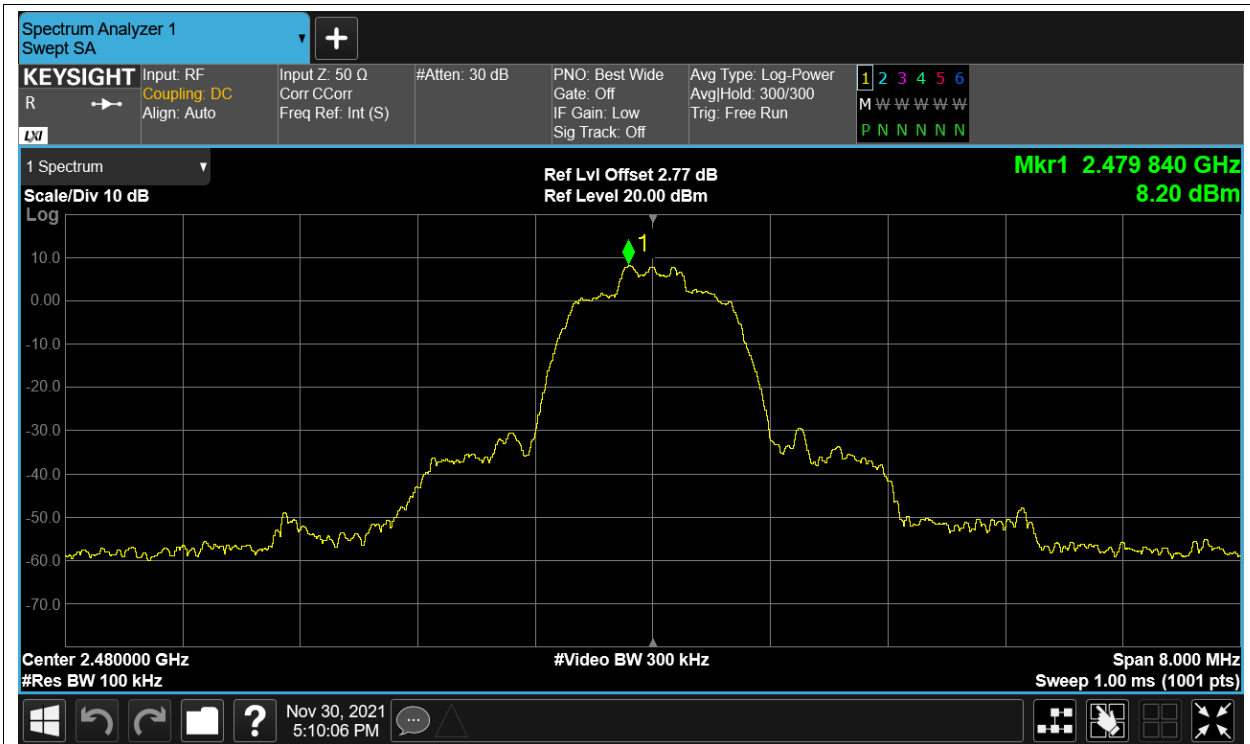 Spectrum Analyzer 1
Swept SA
KEYSIGHT
R
LXI
Input: RF
Coupling: DC
Align: Auto
Input Z: 50 Ω
Corr CCorr
Freq Ref: Int (S)
#Atten: 30 dB
PNO: Best Wide
Gate: Off
IF Gain: Low
Sig Track: Off
Avg Type: Log-Power
Avg|Hold: 300/300
Trig: Free Run
1 2 3 4 5 6
M W W W W W
P N N N N N
1 Spectrum
Scale/Div 10 dB
Log
Ref Lvl Offset 2.77 dB
Ref Level 20.00 dBm
Mkr1 2.479 840 GHz
8.20 dBm
1
10.0
0.00
-10.0
-20.0
-30.0
-40.0
-50.0
-60.0
-70.0
Center 2.480000 GHz
#Res BW 100 kHz
#Video BW 300 kHz
Span 8.000 MHz
Sweep 1.00 ms (1001 pts)
?
Nov 30, 2021
5:10:06 PM